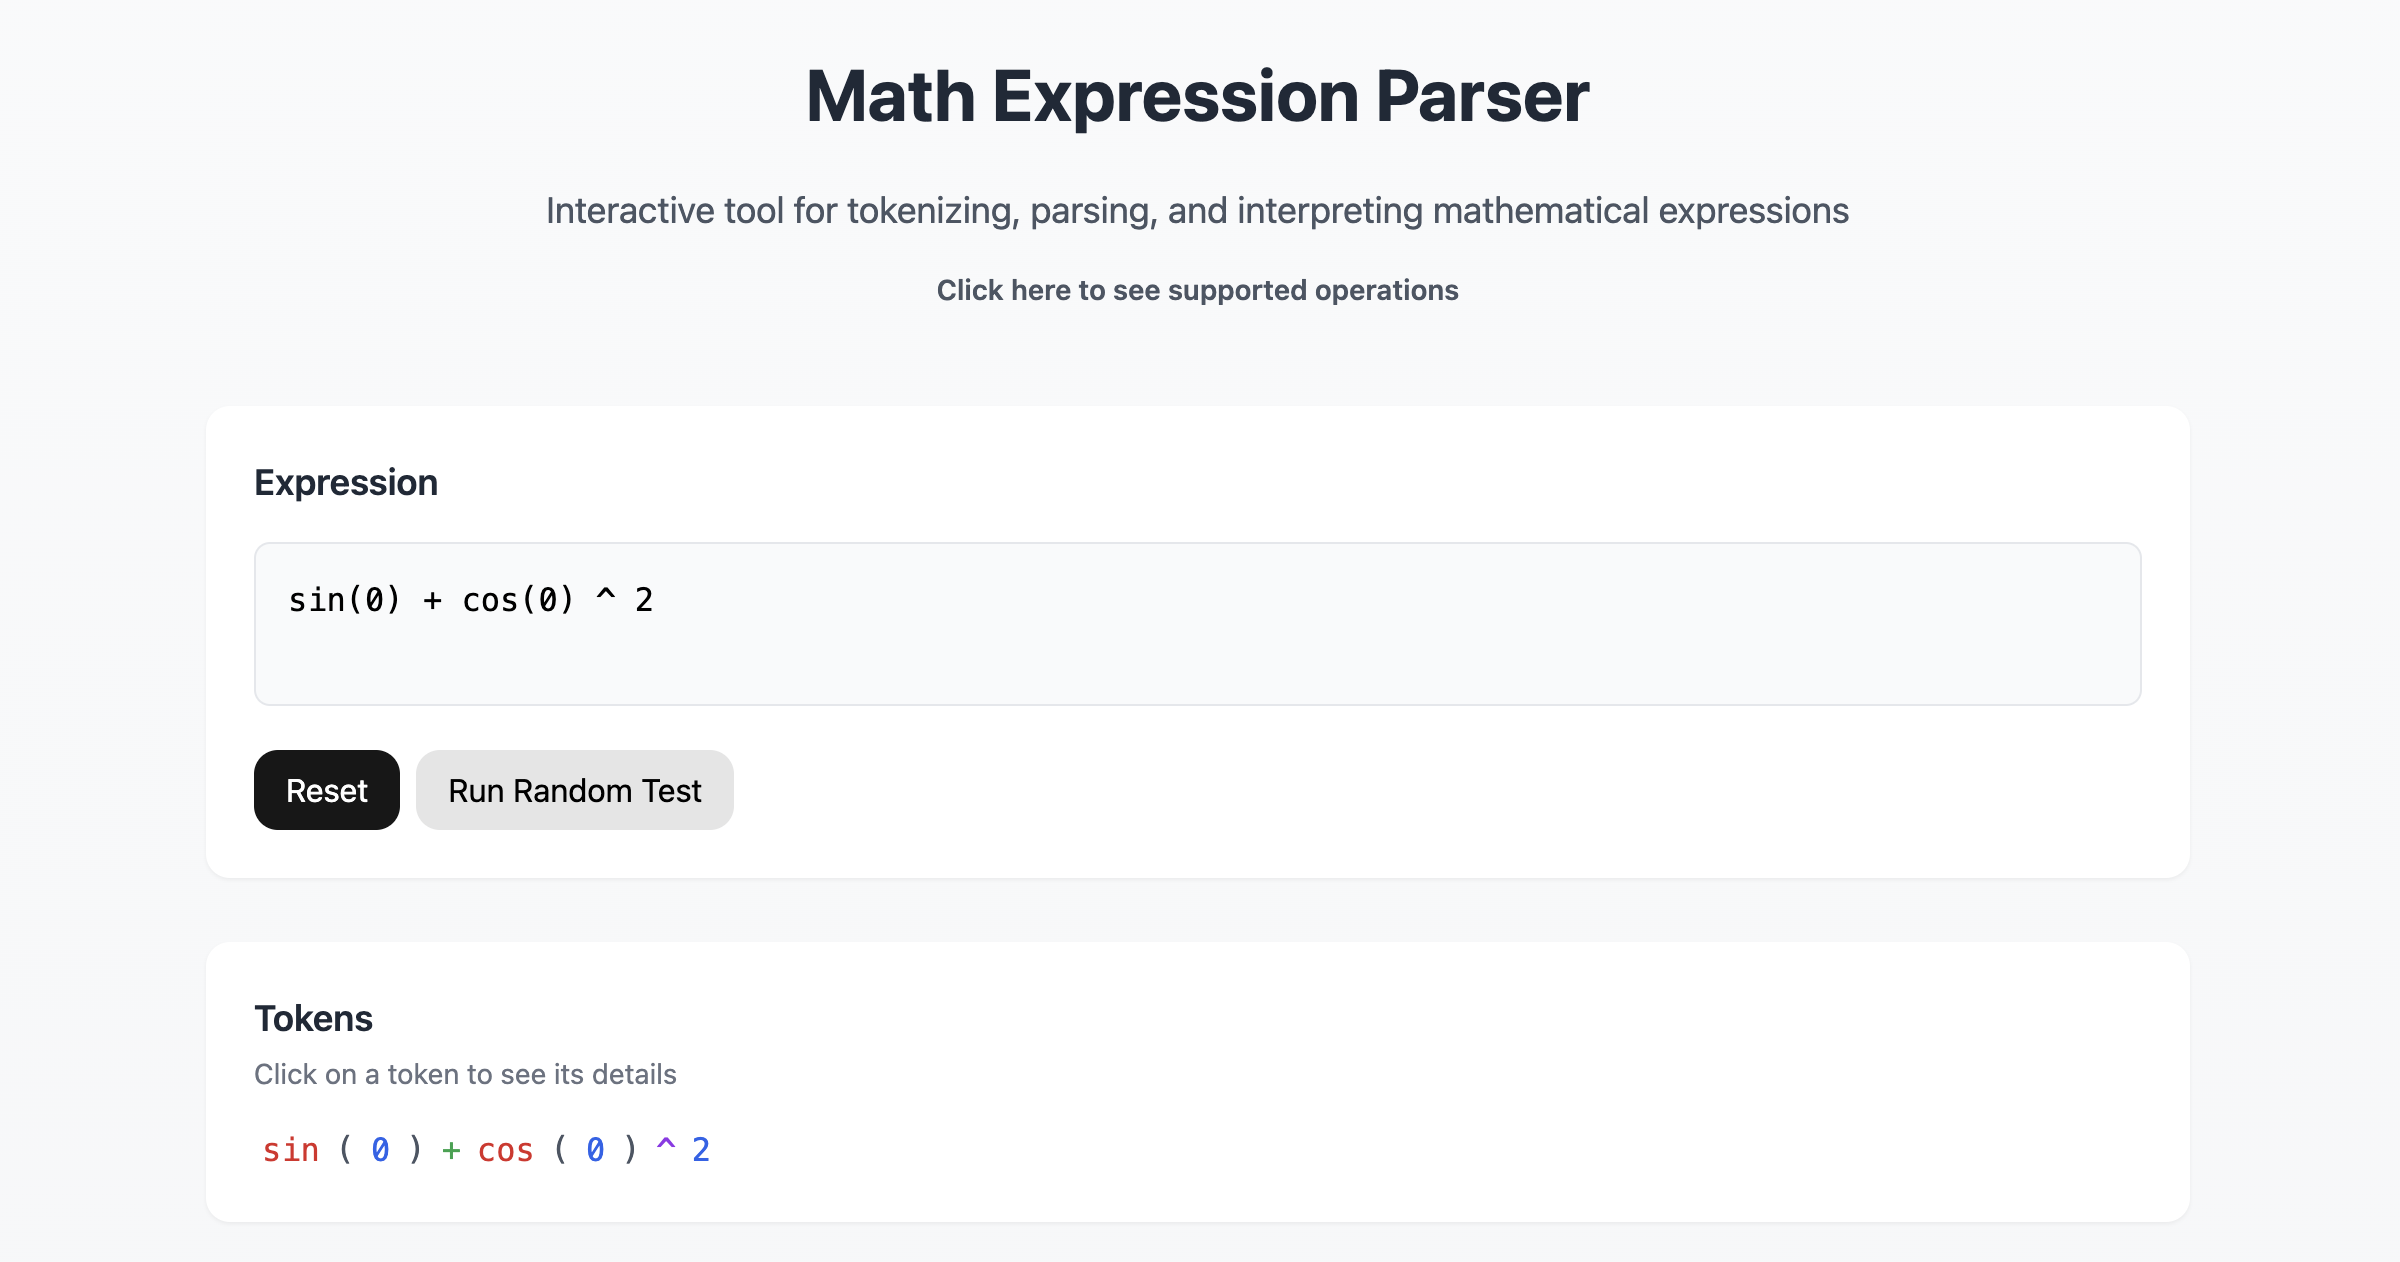 Math Expression Parser
Interactive tool for tokenizing, parsing, and interpreting mathematical expressions
Click here to see supported operations
Expression
sin(0) + cos(0) ^ 2
Reset
Run Random Test
Tokens
Click on a token to see its details
sin ( 0 ) + cos ( 0 ) ^ 2